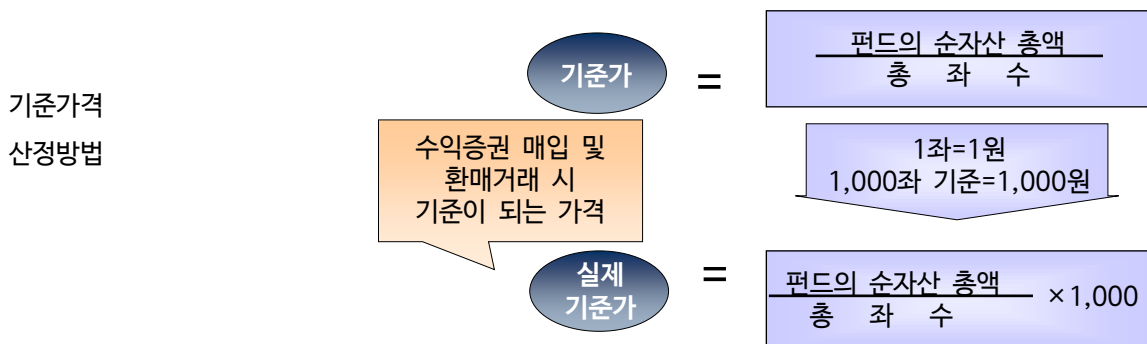 기준가격
산정방법
기준가
=
펀드의 순자산 총액
총 좌 수
수익증권 매입 및
환매거래 시
기준이 되는 가격
1좌=1원
1,000좌 기준=1,000원
실제
기준가
=
펀드의 순자산 총액
총 좌 수
×1,000